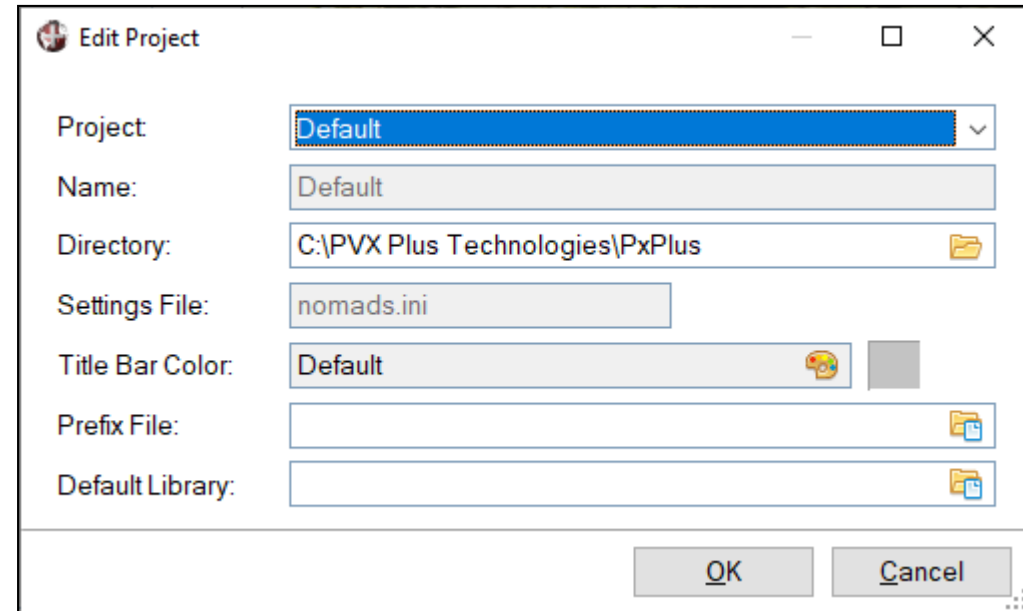 Edit Project
Project: Default
Name: Default
Directory: C:\PVX Plus Technologies\PxPlus
Settings File: nomads.ini
Title Bar Color: Default
Prefix File:
Default Library:
OK Cancel